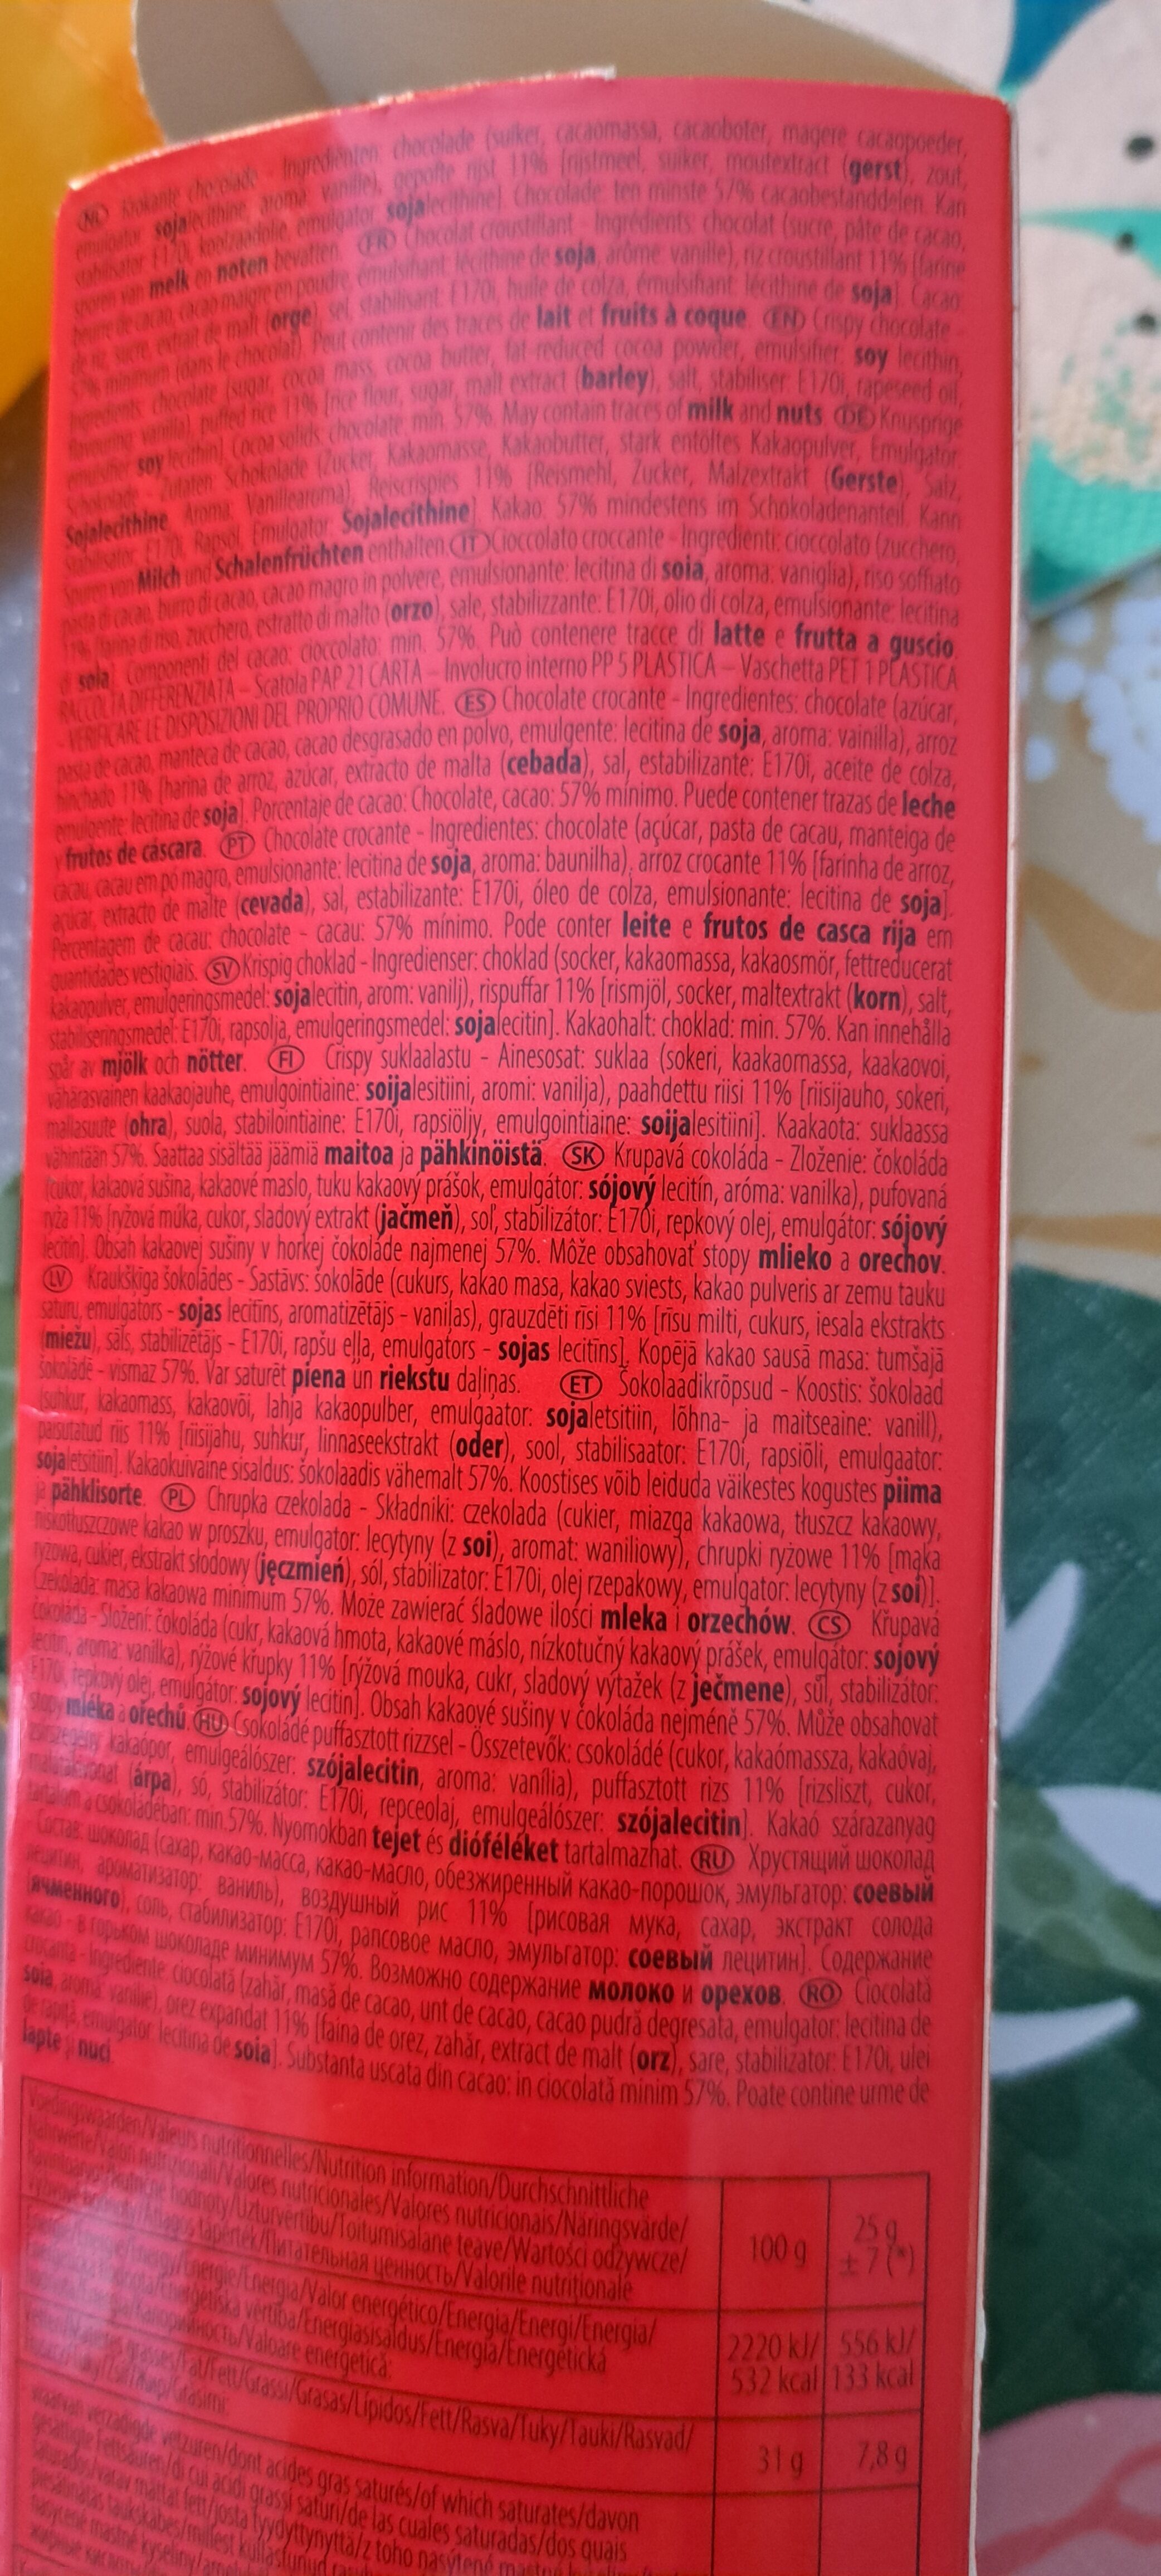 NL Krokante chocolade - Ingrediënten: chocolade (suiker, cacaomassa, cacaoboter, magere cacaopoeder,
emulgator: sojalecithine, aroma: vanille), gepofte rijst 11% [rijstmeel, suiker, moutextract (gerst), zout,
stabilisator: E170i, koolzaadolie, emulgator: sojalecithine]. Chocolade: ten minste 57% cacaobestanddelen. Kan
sporen van melk en noten bevatten. FR Chocolat croustillant - Ingrédients: chocolat (sucre, pâte de cacao,
beurre de cacao, cacao maigre en poudre, émulsifiant: lécithine de soja, arôme: vanille), riz croustillant 11% [farine
de riz, sucre, extrait de malt (orge), sel, stabilisant: E170i, huile de colza, émulsifiant: lécithine de soja]. Cacao:
57% minimum (dans le chocolat). Peut contenir des traces de lait et fruits à coque. EN Crispy chocolate -
Ingredients: chocolate (sugar, cocoa mass, cocoa butter, fat-reduced cocoa powder, emulsifier: soy lecithin,
flavouring: vanilla), puffed rice 11% [rice flour, sugar, malt extract (barley), salt, stabiliser: E170i, rapeseed oil,
emulsifier: soy lecithin]. Cocoa solids: chocolate min. 57%. May contain traces of milk and nuts. DE Knusprige
Schokolade - Zutaten: Schokolade (Zucker, Kakaomasse, Kakaobutter, stark entöltes Kakaopulver, Emulgator:
Sojalecithine, Aroma: Vanillearoma), Reiscrispies 11% [Reismehl, Zucker, Malzextrakt (Gerste), Salz,
Stabilisator: E170i, Rapsöl, Emulgator: Sojalecithine]. Kakao: 57% mindestens im Schokoladenanteil. Kann
Spuren von Milch und Schalenfrüchten enthalten. IT Cioccolato croccante - Ingredienti: cioccolato (zucchero,
pasta di cacao, burro di cacao, cacao magro in polvere, emulsionante: lecitina di soia, aroma: vaniglia), riso soffiato
11% [farina di riso, zucchero, estratto di malto (orzo), sale, stabilizzante: E170i, olio di colza, emulsionante: lecitina
di soia]. Componenti del cacao: cioccolato: min. 57%. Può contenere tracce di latte e frutta a guscio.
RACCOLTA DIFFERENZIATA – Scatola PAP 21 CARTA – Involucro interno PP 5 PLASTICA – Vaschetta PET 1 PLASTICA
- VERIFICARE LE DISPOSIZIONI DEL PROPRIO COMUNE. ES Chocolate crocante - Ingredientes: chocolate (azúcar,
pasta de cacao, manteca de cacao, cacao desgrasado en polvo, emulgente: lecitina de soja, aroma: vainilla), arroz
hinchado 11% [harina de arroz, azúcar, extracto de malta (cebada), sal, estabilizante: E170i, aceite de colza,
emulgente: lecitina de soja]. Porcentaje de cacao: Chocolate, cacao: 57% mínimo. Puede contener trazas de leche
y frutos de cáscara. PT Chocolate crocante - Ingredientes: chocolate (açúcar, pasta de cacau, manteiga de
cacau, cacau em pó magro, emulsionante: lecitina de soja, aroma: baunilha), arroz crocante 11% [farinha de arroz,
açúcar, extracto de malte (cevada), sal, estabilizante: E170i, óleo de colza, emulsionante: lecitina de soja].
Percentagem de cacau: chocolate - cacau: 57% mínimo. Pode conter leite e frutos de casca rija em
quantidades vestigiais. SV Krispig choklad - Ingredienser: choklad (socker, kakaomassa, kakaosmör, fettreducerat
kakaopulver, emulgeringsmedel: sojalecitin, arom: vanilj), rispuffar 11% [rismjöl, socker, maltextrakt (korn), salt,
stabiliseringsmedel: E170i, rapsolja, emulgeringsmedel: sojalecitin]. Kakaohalt: choklad: min. 57%. Kan innehålla
spår av mjölk och nötter. FI Crispy suklaalastu - Ainesosat: suklaa (sokeri, kaakaomassa, kaakaovoi,
vähärasvainen kaakaojauhe, emulgointiaine: soijalesitiini, aromi: vanilja), paahdettu riisi 11% [riisijauho, sokeri,
mallasuute (ohra), suola, stabilointiaine: E170i, rapsiöljy, emulgointiaine: soijalesitiini]. Kaakaota: suklaassa
vähintään 57%. Saattaa sisältää jäämiä maitoa ja pähkinöistä. SK Krupavá cokoláda - Zloženie: čokoláda
(cukor, kakaová sušina, kakaové maslo, tuku kakaový prášok, emulgátor: sójový lecitín, aróma: vanilka), pufovaná
ryža 11% [ryžová múka, cukor, sladový extrakt (jačmeň), soľ, stabilizátor: E170i, repkový olej, emulgátor: sójový
lecitín]. Obsah kakaovej sušiny v horkej čokoláde najmenej 57%. Môže obsahovať stopy mlieko a orechov.
LV Kraukšķīga šokolādes - Sastāvs: šokolāde (cukurs, kakao masa, kakao sviests, kakao pulveris ar zemu tauku
saturu, emulgators - sojas lecitīns, aromatizētājs - vaniļas), grauzdēti rīsi 11% [rīsu milti, cukurs, iesala ekstrakts
(miežu), sāls, stabilizētājs - E170i, rapšu eļļa, emulgators - sojas lecitīns]. Kopējā kakao sausā masa: tumšajā
šokolādē - vismaz 57%. Var saturēt piena un riekstu daļiņas. ET Šokolaadikrõpsud - Koostis: šokolaad
(suhkur, kakaomass, kakaovõi, lahja kakaopulber, emulgaator: sojaletsitiin, lõhna- ja maitseaine: vanill),
paisutatud riis 11% [riisijahu, suhkur, linnaseekstrakt (oder), sool, stabilisaator: E170i, rapsiõli, emulgaator:
sojaletsitiin]. Kakaokuivaine sisaldus: šokolaadis vähemalt 57%. Koostises võib leiduda väikestes kogustes piima
ja pähklisorte. PL Chrupka czekolada - Składniki: czekolada (cukier, miazga kakaowa, tłuszcz kakaowy,
niskotłuszczowe kakao w proszku, emulgator: lecytyny (z soi), aromat: waniliowy), chrupki ryżowe 11% [mąka
ryżowa, cukier, ekstrakt słodowy (jęczmień), sól, stabilizator: E170i, olej rzepakowy, emulgator: lecytyny (z soi)].
Czekolada: masa kakaowa minimum 57%. Może zawierać śladowe ilości mleka i orzechów. CS Křupavá
čokoláda - Složení: čokoláda (cukr, kakaová hmota, kakaové máslo, nízkotučný kakaový prášek, emulgátor: sojový
lecitin, aroma: vanilka), rýžové křupky 11% [rýžová mouka, cukr, sladový výtažek (z ječmene), sůl, stabilizátor:
E170i, řepkový olej, emulgátor: sojový lecitin]. Obsah kakaové sušiny v čokoláda nejméně 57%. Může obsahovat
stopy mléka a ořechů. HU Csokoládé puffasztott rizzsel - Összetevők: csokoládé (cukor, kakaómassza, kakaóvaj,
zsírszegény kakaópor, emulgeálószer: szójalecitin, aroma: vanília), puffasztott rizs 11% [rizsliszt, cukor,
malátakivonat (árpa), só, stabilizátor: E170i, repceolaj, emulgeálószer: szójalecitin]. Kakaó szárazanyag
tartalom a csokoládéban: min.57%. Nyomokban tejet és dióféléket tartalmazhat. RU Хрустящий шоколад
- Состав: шоколад (сахар, какао-масса, какао-масло, обезжиренный какао-порошок, эмульгатор: соевый
лецитин, ароматизатор: ваниль), воздушный рис 11% [рисовая мука, сахар, экстракт солода
(ячменного), соль, стабилизатор: E170i, рапсовое масло, эмульгатор: соевый лецитин]. Содержание
какао - в горьком шоколаде минимум 57%. Возможно содержание молоко и орехов. RO Ciocolată
crocanta - Ingrediente: ciocolată (zahăr, masă de cacao, unt de cacao, cacao pudră degresata, emulgator: lecitina de
soia, aroma: vanilie), orez expandat 11% [faina de orez, zahăr, extract de malt (orz), sare, stabilizator: E170i, ulei
de rapiță, emulgator: lecitina de soia]. Substanta uscata din cacao: in ciocolată minim 57%. Poate contine urme de
lapte și nuci.
Voedingswaarden/Valeurs nutritionnelles/Nutrition information/Durchschnittliche
Nährwerte/Valori nutrizionali/Valores nutricionales/Valores nutricionais/Näringsvärde/
Ravintoarvo/Nutričné hodnoty/Uzturvērtību/Toitumisalane teave/Wartości odżywcze/
Výživové hodnoty/Átlagos tápérték/Питательная ценность/Valorile nutriționale
100 g
25 g
± 7 (*)
Energie/Énergie/Energy/Energie/Energia/Valor energético/Energia/Energi/Energia/
Energetická hodnota/Enerģētiskā vērtība/Energiasisaldus/Energia/Energetická
hodnota/Energia/Калорийность/Valoare energetică:
2220 kJ/ 556 kJ/
532 kcal 133 kcal
Vetten/Matières grasses/Fat/Fett/Grassi/Grasas/Lípidos/Fett/Rasva/Tuky/Tauki/Rasvad/
Tłuszcz/Tuky/Zsír/Жир/Grăsimi:
31 g 7,8 g
waarvan verzadigde vetzuren/dont acides gras saturés/of which saturates/davon
gesättigte Fettsäuren/di cui acidi grassi saturi/de las cuales saturadas/dos quais
saturados/varav mättat fett/josta tyydyttynyttä/z toho nasýtené
piesātinātās taukskābes/millest küllastunud
nasycené mastné kyseliny/
жирные кислоты